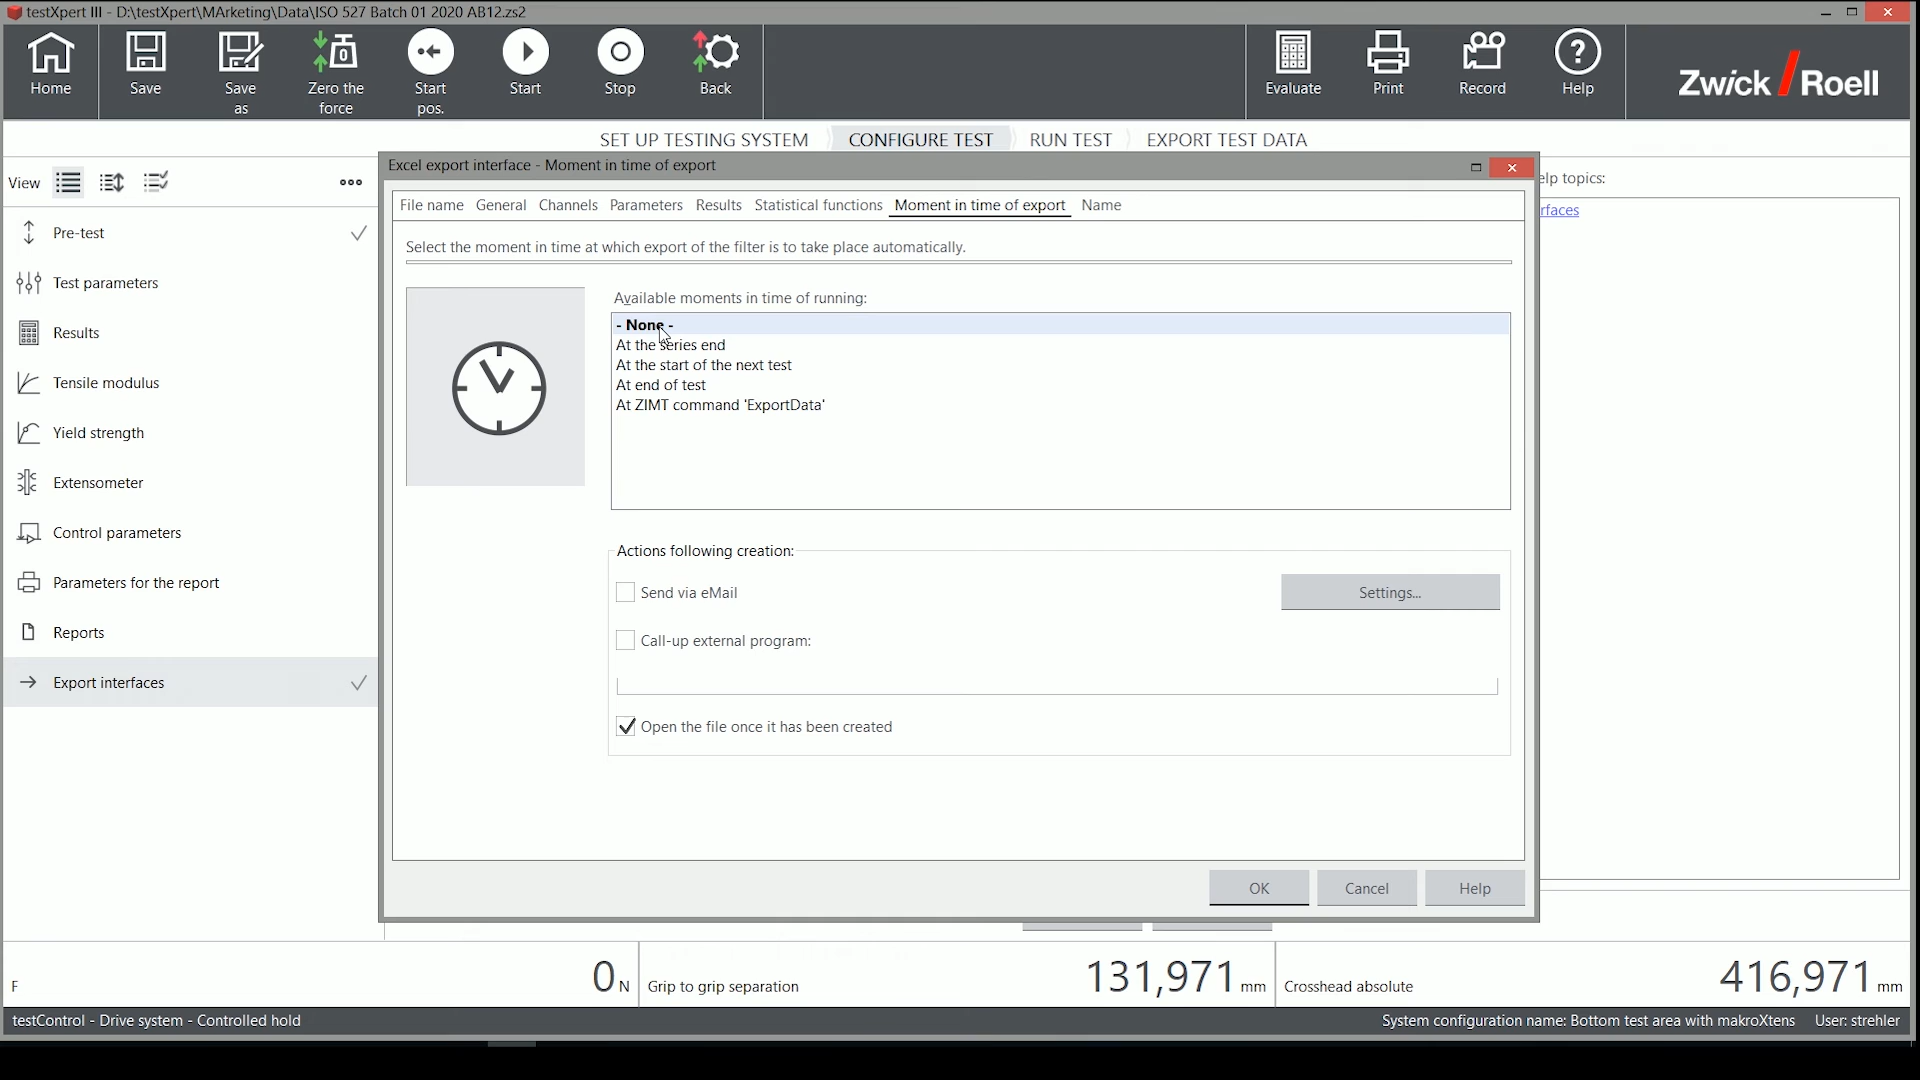 testXpert III - D:\testXpert\MArketing\Data\ISO 527 Batch 01 2020 AB12.zs2
Home
Save
Save as
Zero the force
Start pos.
Start
Stop
Back
Evaluate
Print
Record
Help
Zwick/Roell
SET UP TESTING SYSTEM
CONFIGURE TEST
RUN TEST
EXPORT TEST DATA
View
Pre-test
Test parameters
Results
Tensile modulus
Yield strength
Extensometer
Control parameters
Parameters for the report
Reports
Export interfaces
Excel export interface - Moment in time of export
File name General Channels Parameters Results Statistical functions Moment in time of export Name
Select the moment in time at which export of the filter is to take place automatically.
Available moments in time of running:
- None -
At the series end
At the start of the next test
At end of test
At ZIMT command 'ExportData'
Actions following creation:
Send via eMail
Settings...
Call-up external program:
Open the file once it has been created
OK
Cancel
Help
elp topics:
rfaces
F 0 N
Grip to grip separation 131,971 mm
Crosshead absolute 416,971 mm
testControl - Drive system - Controlled hold
System configuration name: Bottom test area with makroXtens User: strehler